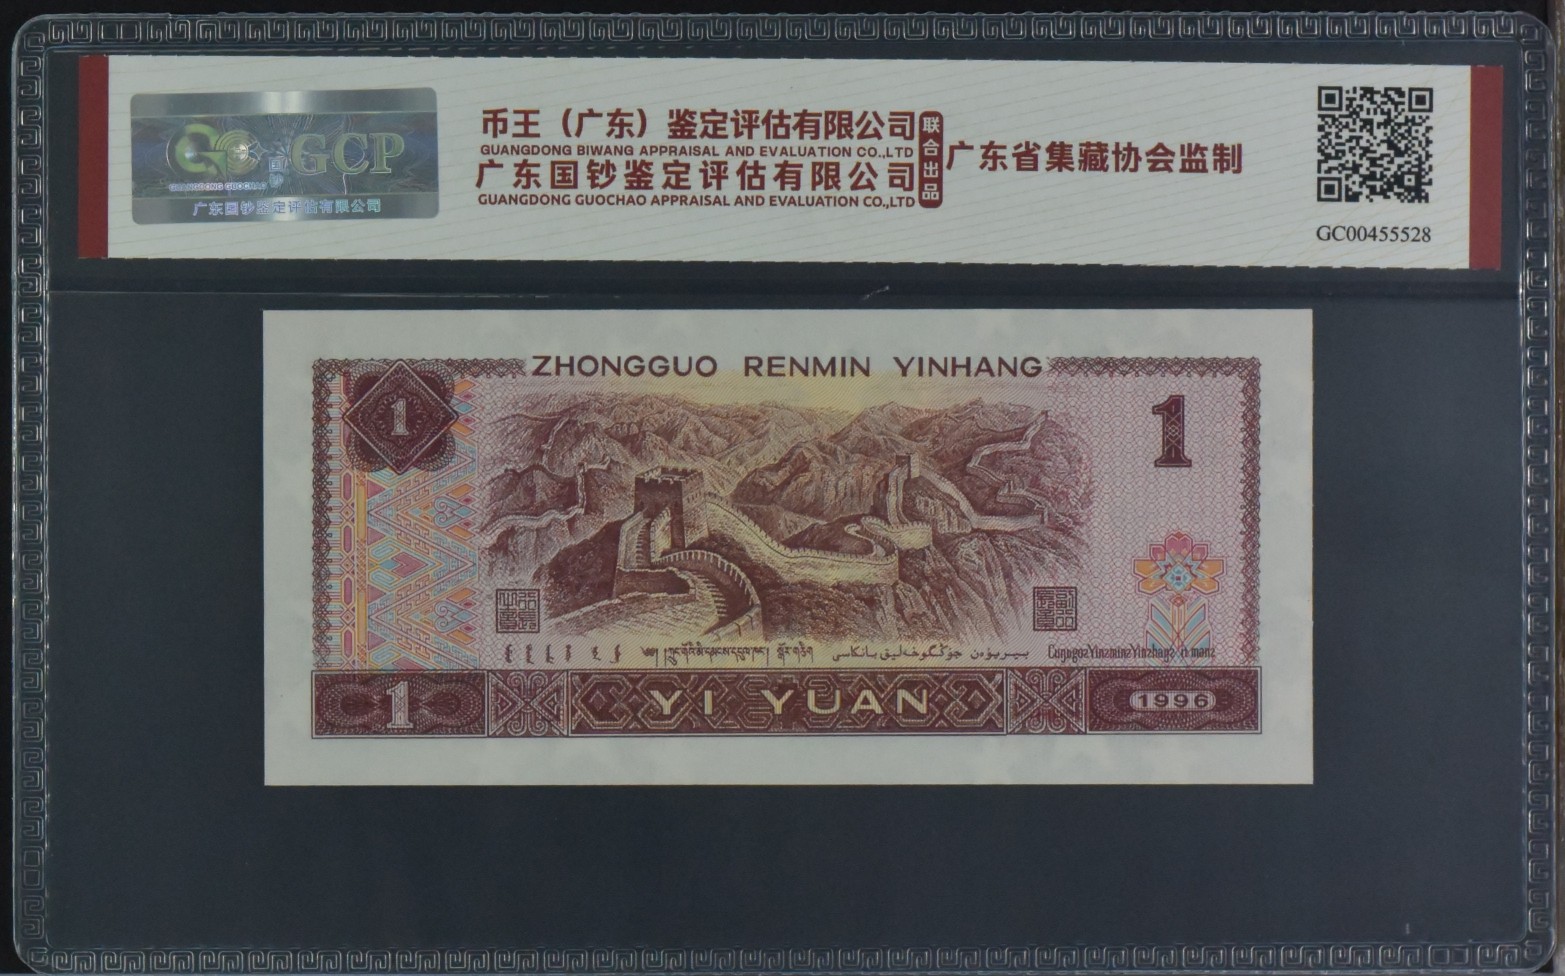 币王（广东）鉴定评估有限公司
GUANGDONG BIWANG APPRAISAL AND EVALUATION CO.,LTD
广东国钞鉴定评估有限公司
GUANGDONG GUOCHAO APPRAISAL AND EVALUATION CO.,LTD
联合出品
广东省集藏协会监制
GCP
GUANGDONG GUOCHAO
广东国钞鉴定评估有限公司
GC00455528
ZHONGGUO RENMIN YINHANG
1
1
1
YI YUAN
1996